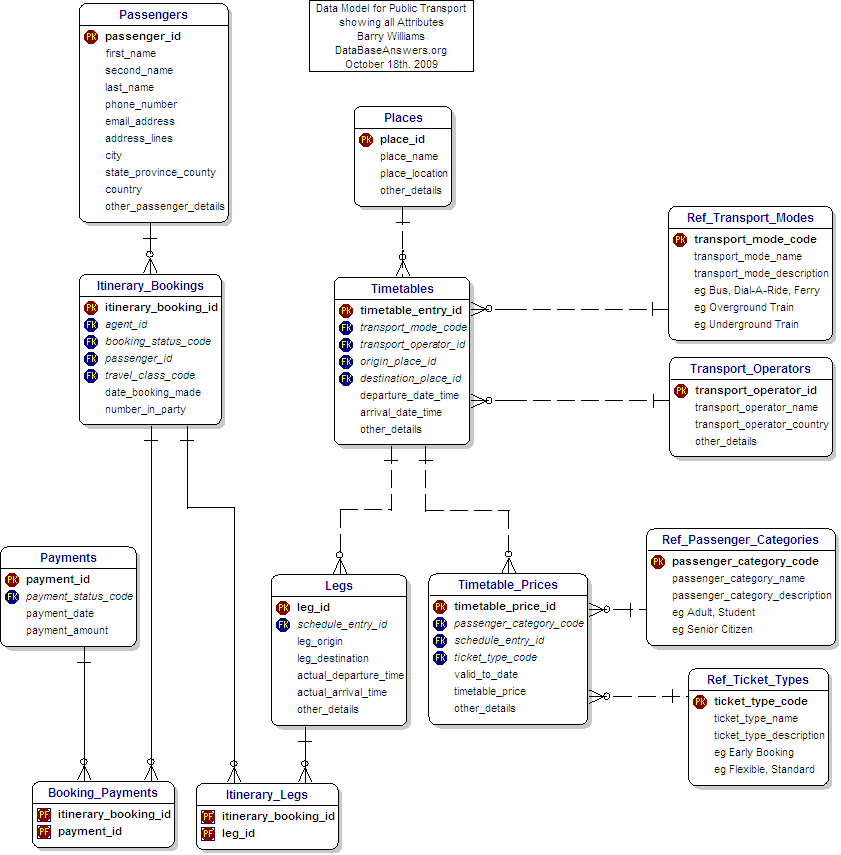 Passengers
PK passenger_id
first_name
second_name
last_name
phone_number
email_address
address_lines
city
state_province_county
country
other_passenger_details
Data Model for Public Transport
showing all Attributes
Barry Williams
DataBaseAnswers.org
October 18th. 2009
Places
PK place_id
place_name
place_location
other_details
Ref_Transport_Modes
PK transport_mode_code
transport_mode_name
transport_mode_description
eg Bus, Dial-A-Ride, Ferry
eg Overground Train
eg Underground Train
Itinerary_Bookings
PK itinerary_booking_id
FK agent_id
FK booking_status_code
FK passenger_id
FK travel_class_code
date_booking_made
number_in_party
Timetables
PK timetable_entry_id
FK transport_mode_code
FK transport_operator_id
FK origin_place_id
FK destination_place_id
departure_date_time
arrival_date_time
other_details
Transport_Operators
PK transport_operator_id
transport_operator_name
transport_operator_country
other_details
Payments
PK payment_id
FK payment_status_code
payment_date
payment_amount
Legs
PK leg_id
FK schedule_entry_id
leg_origin
leg_destination
actual_departure_time
actual_arrival_time
other_details
Timetable_Prices
PK timetable_price_id
FK passenger_category_code
FK schedule_entry_id
FK ticket_type_code
valid_to_date
timetable_price
other_details
Ref_Passenger_Categories
PK passenger_category_code
passenger_category_name
passenger_category_description
eg Adult, Student
eg Senior Citizen
Ref_Ticket_Types
PK ticket_type_code
ticket_type_name
ticket_type_description
eg Early Booking
eg Flexible, Standard
Booking_Payments
PF itinerary_booking_id
PF payment_id
Itinerary_Legs
PF itinerary_booking_id
PF leg_id